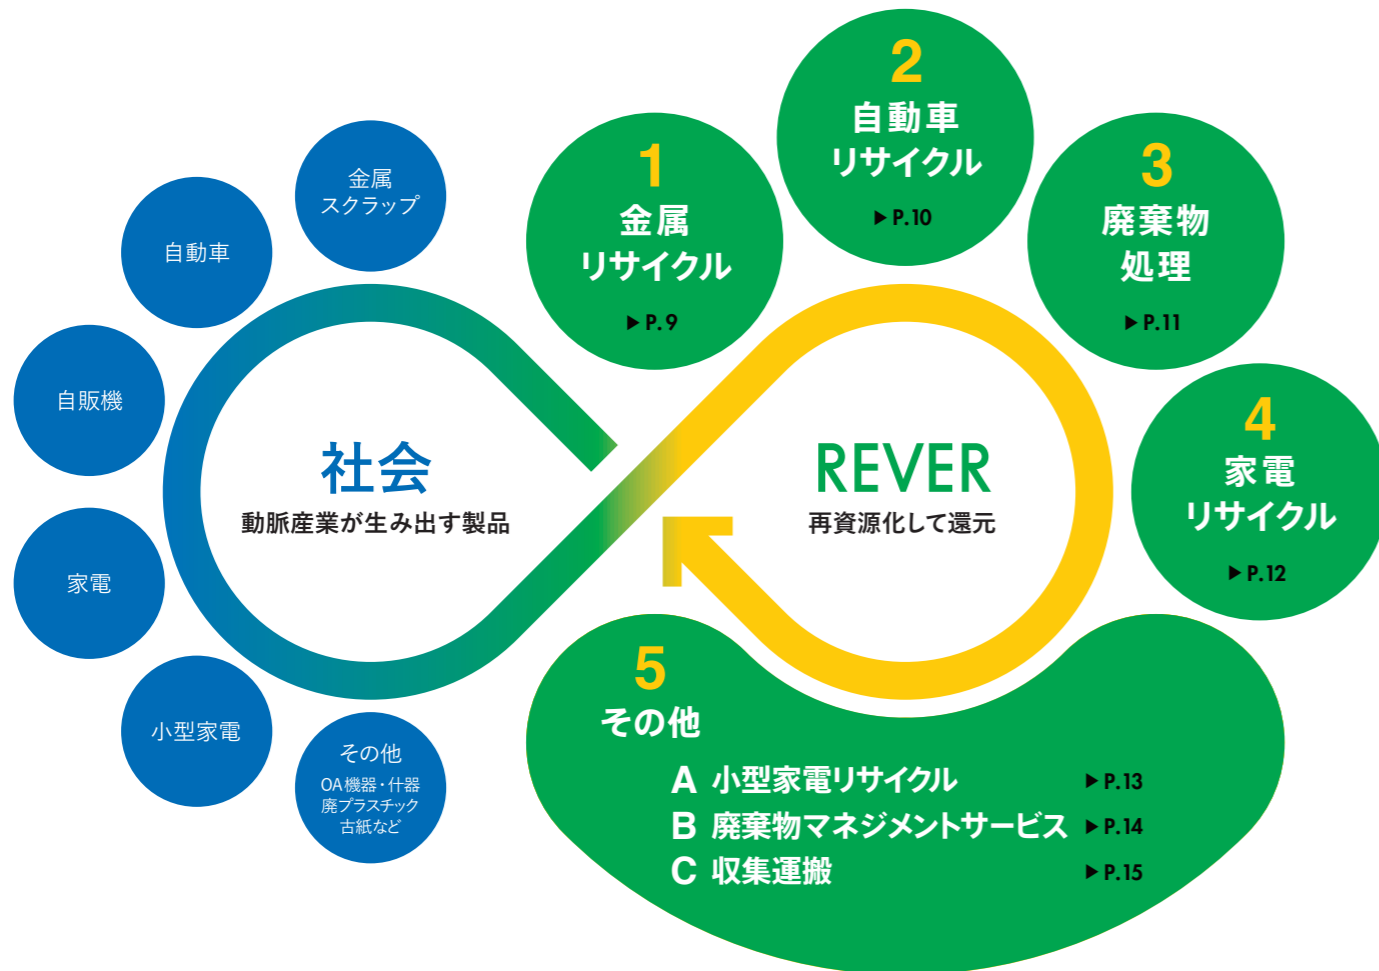 金属
スクラップ
自動車
自販機
家電
小型家電
その他
OA機器・什器
廃プラスチック
古紙など
社会
動脈産業が生み出す製品
REVER
再資源化して還元
1
金属
リサイクル
▶P.9
2
自動車
リサイクル
▶P.10
3
廃棄物
処理
▶P.11
4
家電
リサイクル
▶P.12
5
その他
A 小型家電リサイクル ▶P.13
B 廃棄物マネジメントサービス ▶P.14
C 収集運搬 ▶P.15